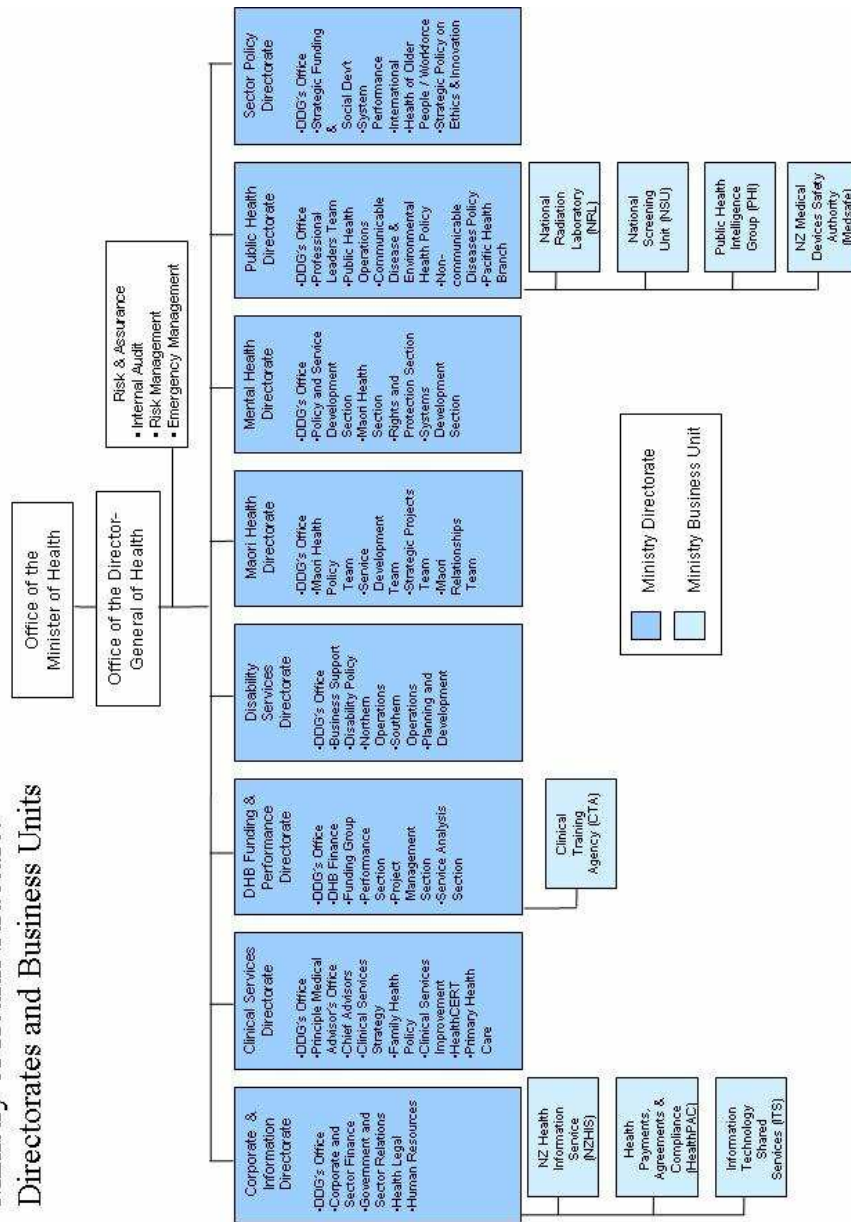 Directorates and Business Units
Office of the
Minister of Health
Office of the Director-
General of Health
Risk & Assurance
▪ Internal Audit
▪ Risk Management
▪ Emergency Management
Corporate &
Information
Directorate
•DDG's Office
•Corporate and
Sector Finance
•Government and
Sector Relations
•Health Legal
•Human Resources
NZ Health
Information
Service
(NZHIS)
Health
Payments,
Agreements &
Compliance
(HealthPAC)
Information
Technology
Shared
Services (ITS)
Clinical Services
Directorate
•DDG's Office
•Principle Medical
Advisor's Office
•Chief Advisors
•Clinical Services
Strategy
•Family Health
Policy
•Clinical Services
Improvement
•HealthCERT
•Primary Health
Care
DHB Funding &
Performance
Directorate
•DDG's Office
•DHB Finance
•Funding Group
•Performance
Section
•Project
Management
Section
•Service Analysis
Section
Clinical
Training
Agency (CTA)
Disability
Services
Directorate
•DDG's Office
•Business Support
•Disability Policy
•Northern
Operations
•Southern
Operations
•Planning and
Development
Maori Health
Directorate
•DDG's Office
•Maori Health
Policy
Team
•Service
Development
Team
•Strategic Projects
Team
•Maori
Relationships
Team
Mental Health
Directorate
•DDG's Office
•Policy and Service
Development
Section
•Maori Health
Section
•Rights and
Protection Section
•Systems
Development
Section
Public Health
Directorate
•DDG's Office
•Professional
Leaders Team
•Public Health
Operations
•Communicable
Disease &
Environmental
Health Policy
•Non-
communicable
Diseases Policy
•Pacific Health
Branch
National
Radiation
Laboratory
(NRL)
National
Screening
Unit (NSU)
Public Health
Intelligence
Group (PHI)
NZ Medical
Devices Safety
Authority
(Medsafe)
Sector Policy
Directorate
•DDG's Office
•Strategic Funding
&
Social Dev't
•System
Performance
•International
•Health of Older
People / Workforce
•Strategic Policy on
Ethics & Innovation
Ministry Directorate
Ministry Business Unit